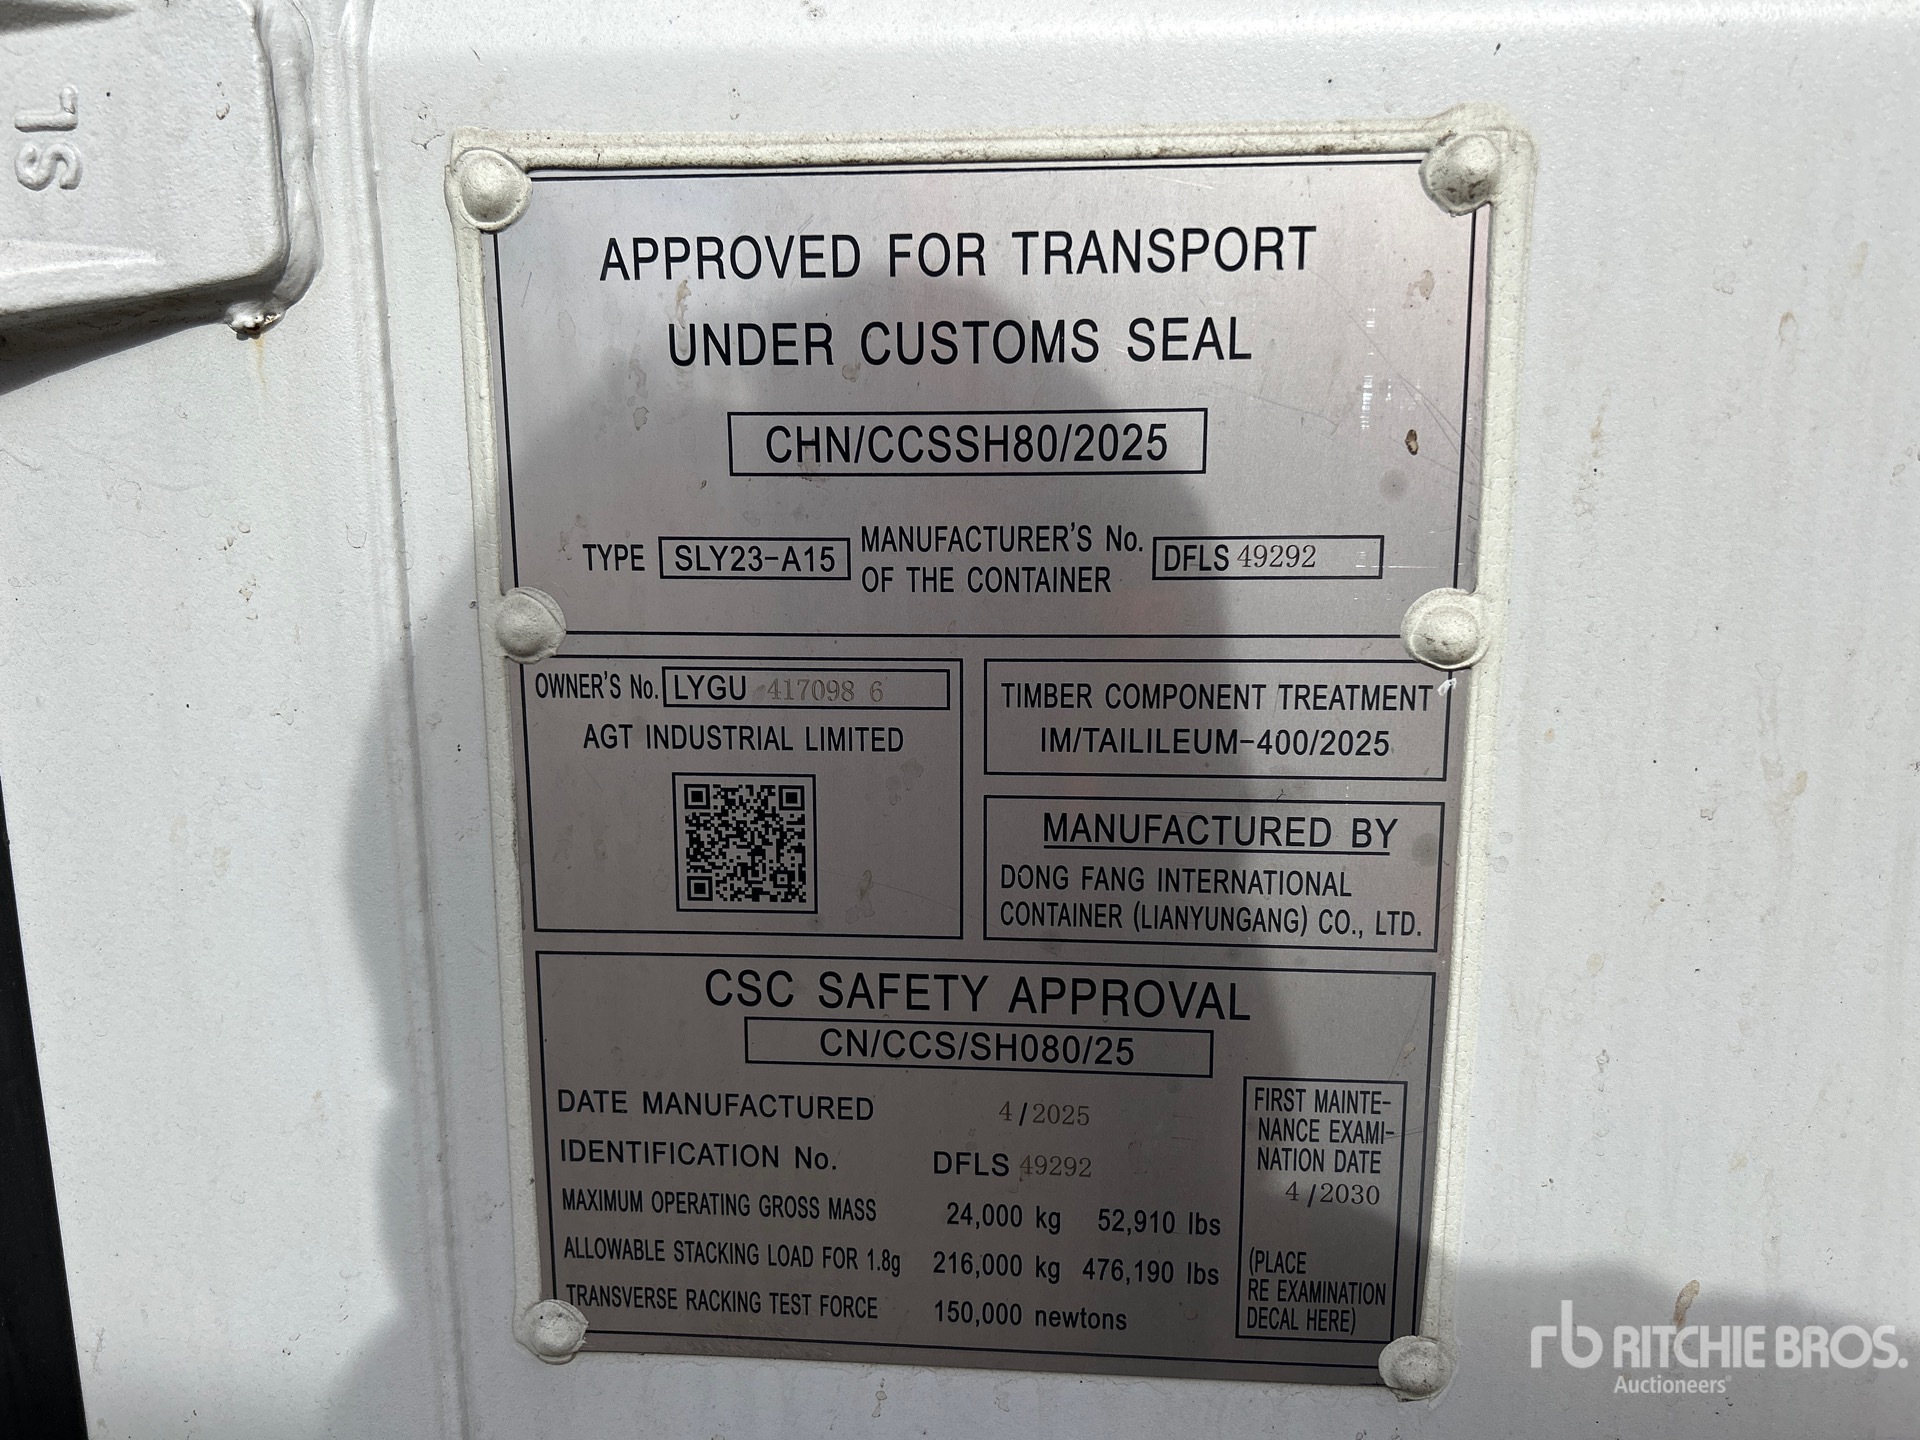 SL
APPROVED FOR TRANSPORT
UNDER CUSTOMS SEAL
CHN/CCSSH80/2025
TYPE SLY23-A15 MANUFACTURER'S No. OF THE CONTAINER DFLS 49292
OWNER'S No. LYGU 417098 6
AGT INDUSTRIAL LIMITED
TIMBER COMPONENT TREATMENT
IM/TAILILEUM-400/2025
MANUFACTURED BY
DONG FANG INTERNATIONAL
CONTAINER (LIANYUNGANG) CO., LTD.
CSC SAFETY APPROVAL
CN/CCS/SH080/25
DATE MANUFACTURED 4/2025
IDENTIFICATION No. DFLS 49292
MAXIMUM OPERATING GROSS MASS 24,000 kg 52,910 lbs
ALLOWABLE STACKING LOAD FOR 1.8g 216,000 kg 476,190 lbs
TRANSVERSE RACKING TEST FORCE 150,000 newtons
FIRST MAINTE-
NANCE EXAMI-
NATION DATE
4/2030
(PLACE
RE EXAMINATION
DECAL HERE)
rb RITCHIE BROS.
Auctioneers